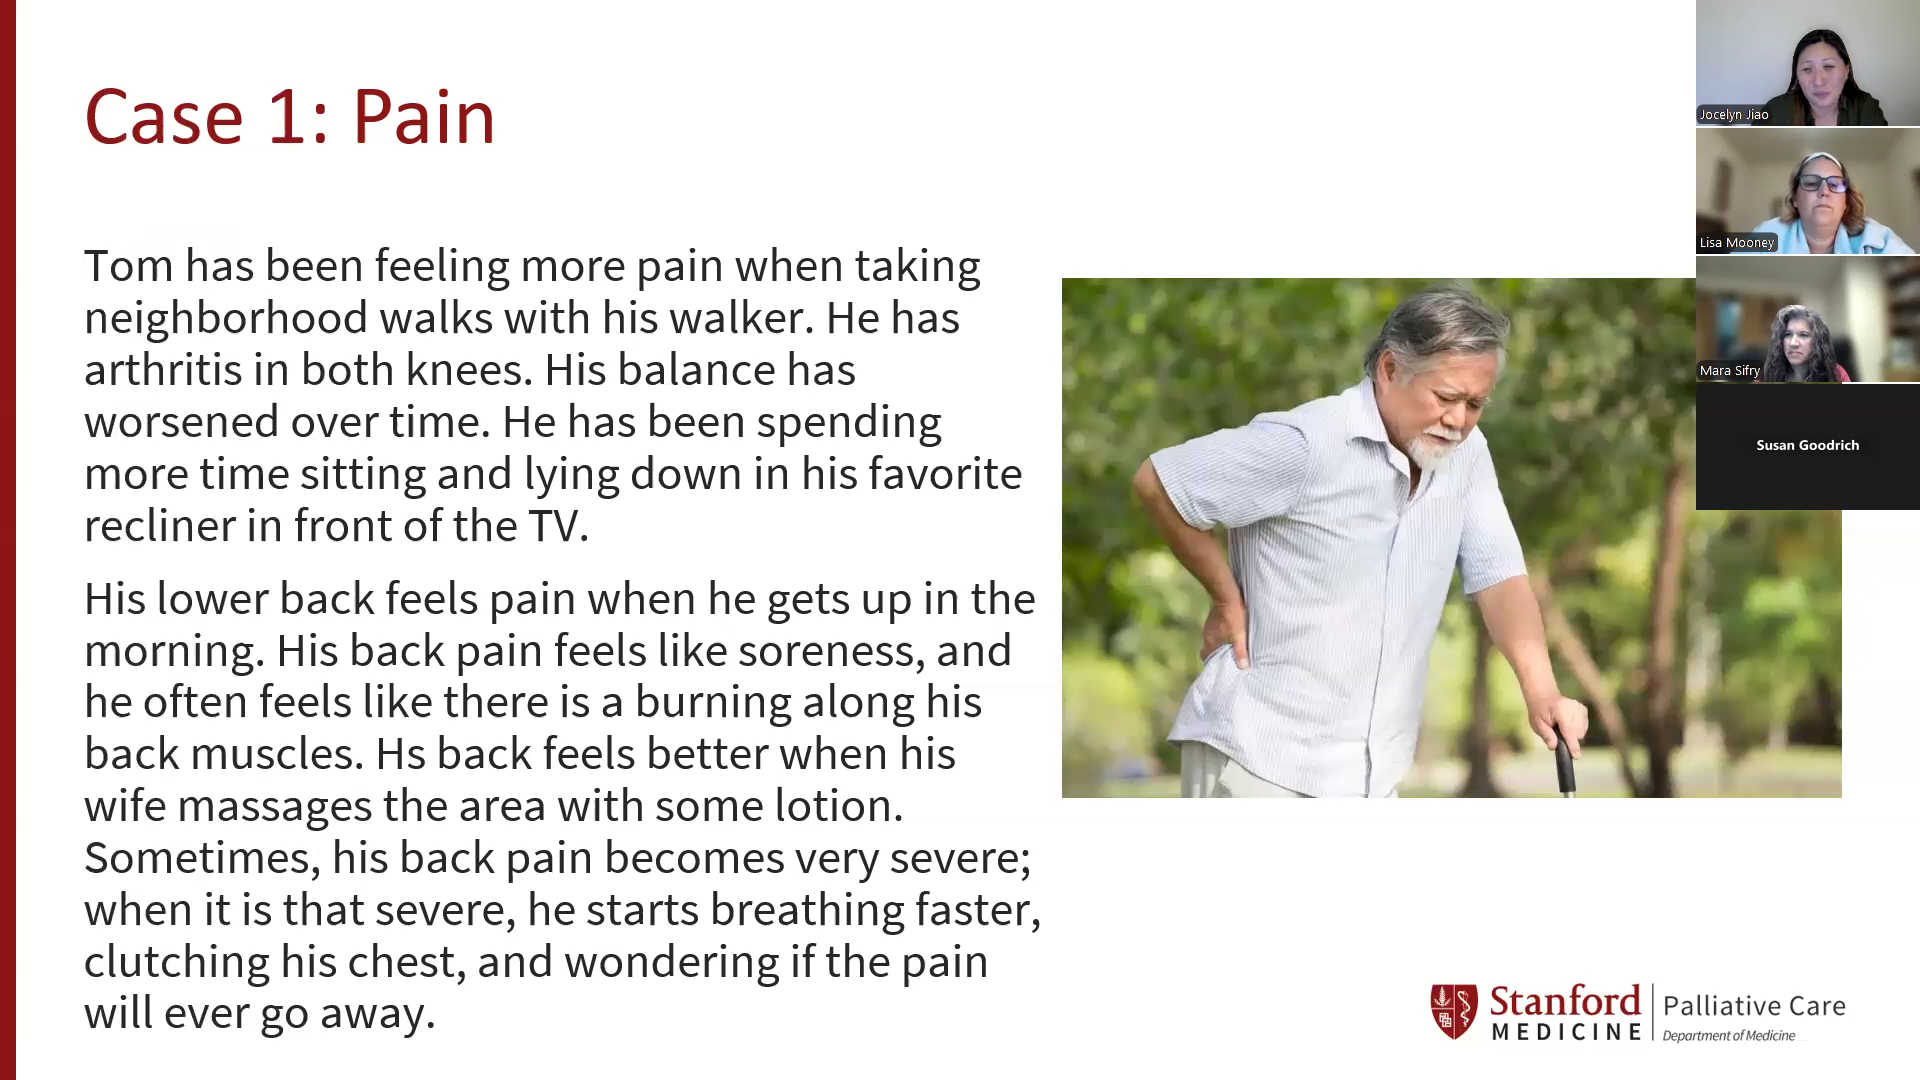 Case 1: Pain
Tom has been feeling more pain when taking
neighborhood walks with his walker. He has
arthritis in both knees. His balance has
worsened over time. He has been spending
more time sitting and lying down in his favorite
recliner in front of the TV.
His lower back feels pain when he gets up in the
morning. His back pain feels like soreness, and
he often feels like there is a burning along his
back muscles. Hs back feels better when his
wife massages the area with some lotion.
Sometimes, his back pain becomes very severe;
when it is that severe, he starts breathing faster,
clutching his chest, and wondering if the pain
will ever go away.
Jocelyn Jiao
Lisa Mooney
Mara Sifry
Susan Goodrich
Stanford
MEDICINE
Palliative Care
Department of Medicine